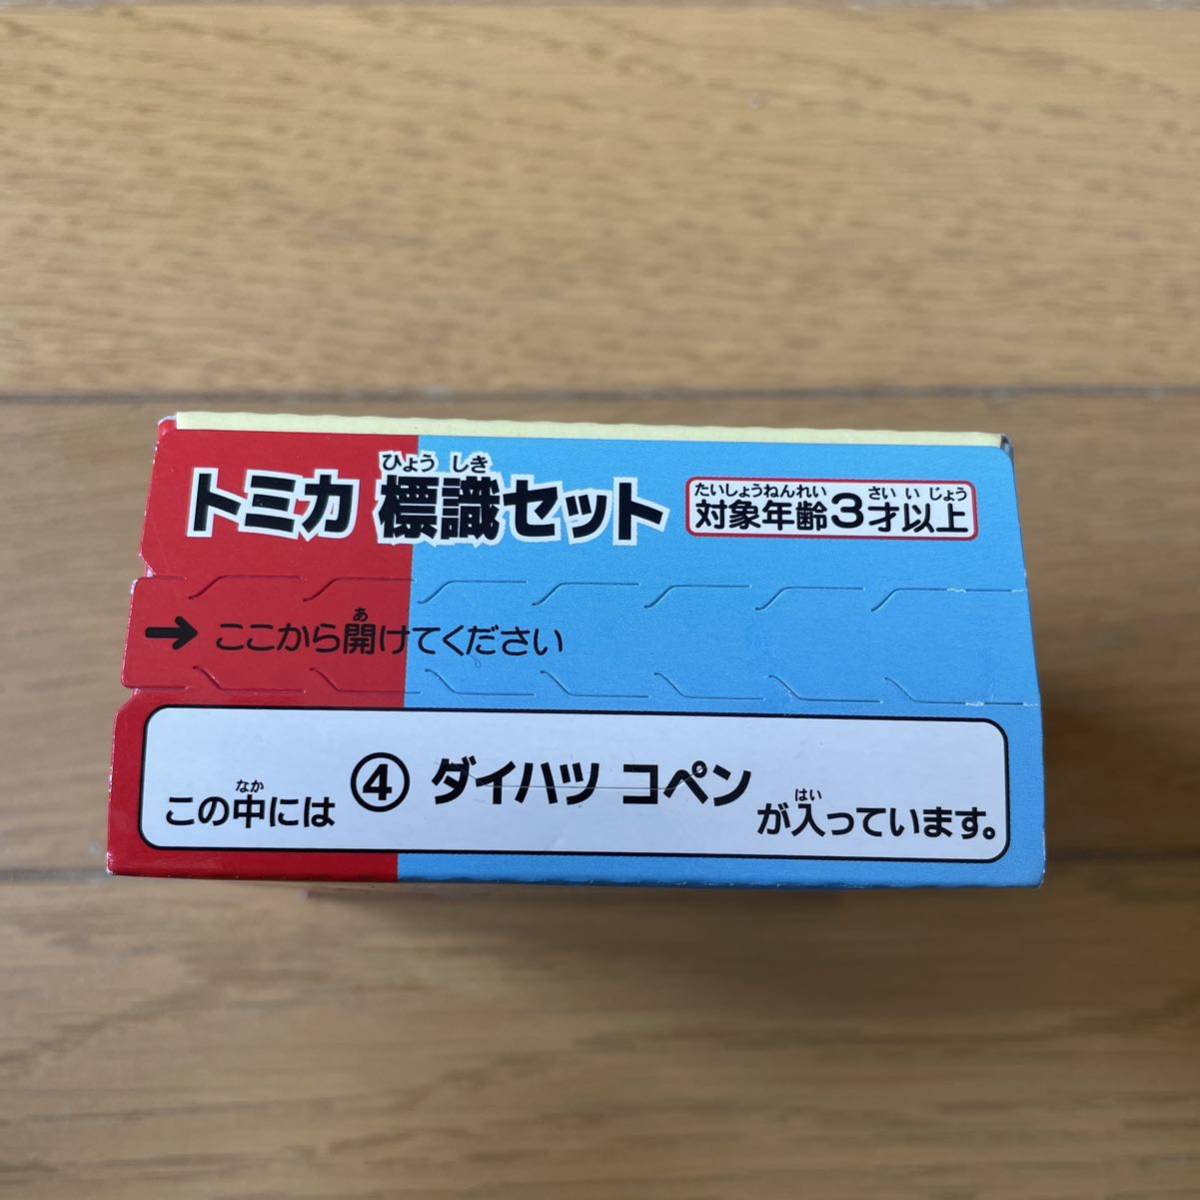 ひょう しき
トミカ 標識セット
たいしょうねんれい さい い じょう
対象年齢3才以上
あ
→ ここから開けてください
なか
この中には ④ ダイハツ コペン が入っています。
はい